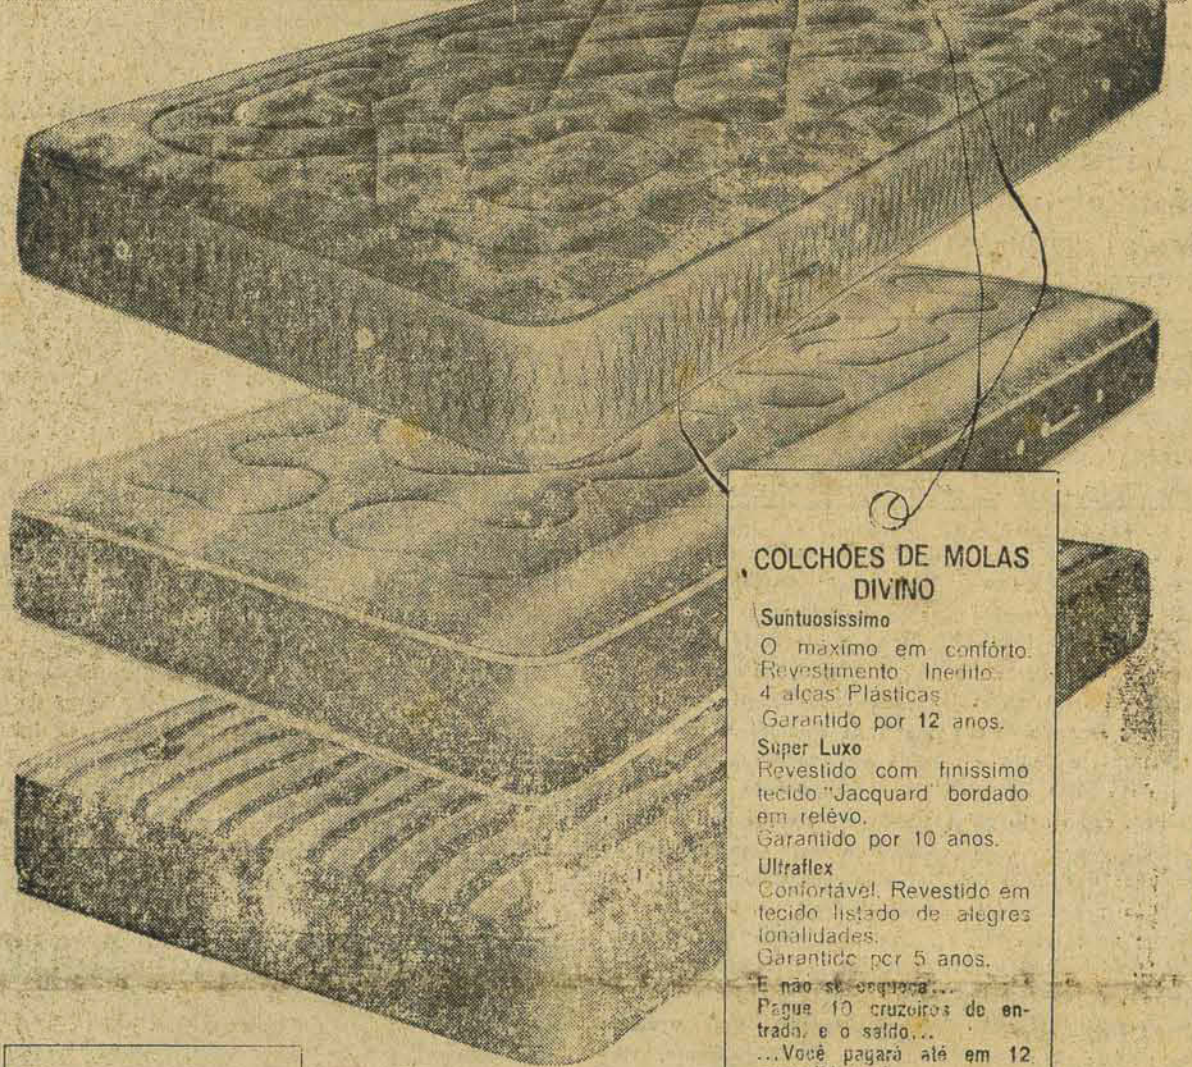 COLCHÕES DE MOLAS
DIVINO
Suntuosíssimo
O máximo em confôrto.
Revestimento Inedito
4 alças Plásticas
Garantido por 12 anos.
Super Luxo
Revestido com finissimo
tecido "Jacquard" bordado
em relêvo.
Garantido por 10 anos.
Ultraflex
Confortável. Revestido em
tecido listado de alegres
tonalidades.
Garantido por 5 anos.
E não se esqueça...
Pague 10 cruzeiros de en-
trada, e o saldo...
...Você pagará até em 12